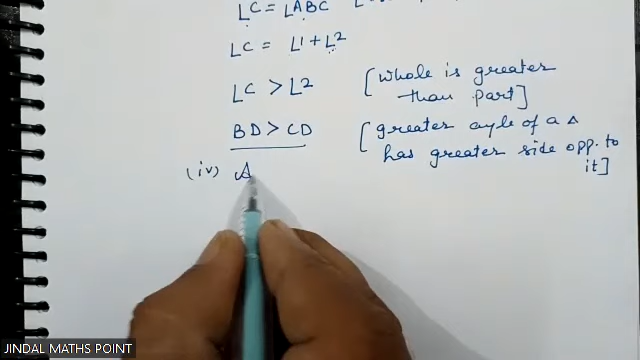 ∠C = ∠ABC
∠C = ∠1 + ∠2
∠C > ∠2 [whole is greater than part]
BD > CD [greater angle of a Δ has greater side opp. to it]
(iv) A
JINDAL MATHS POINT